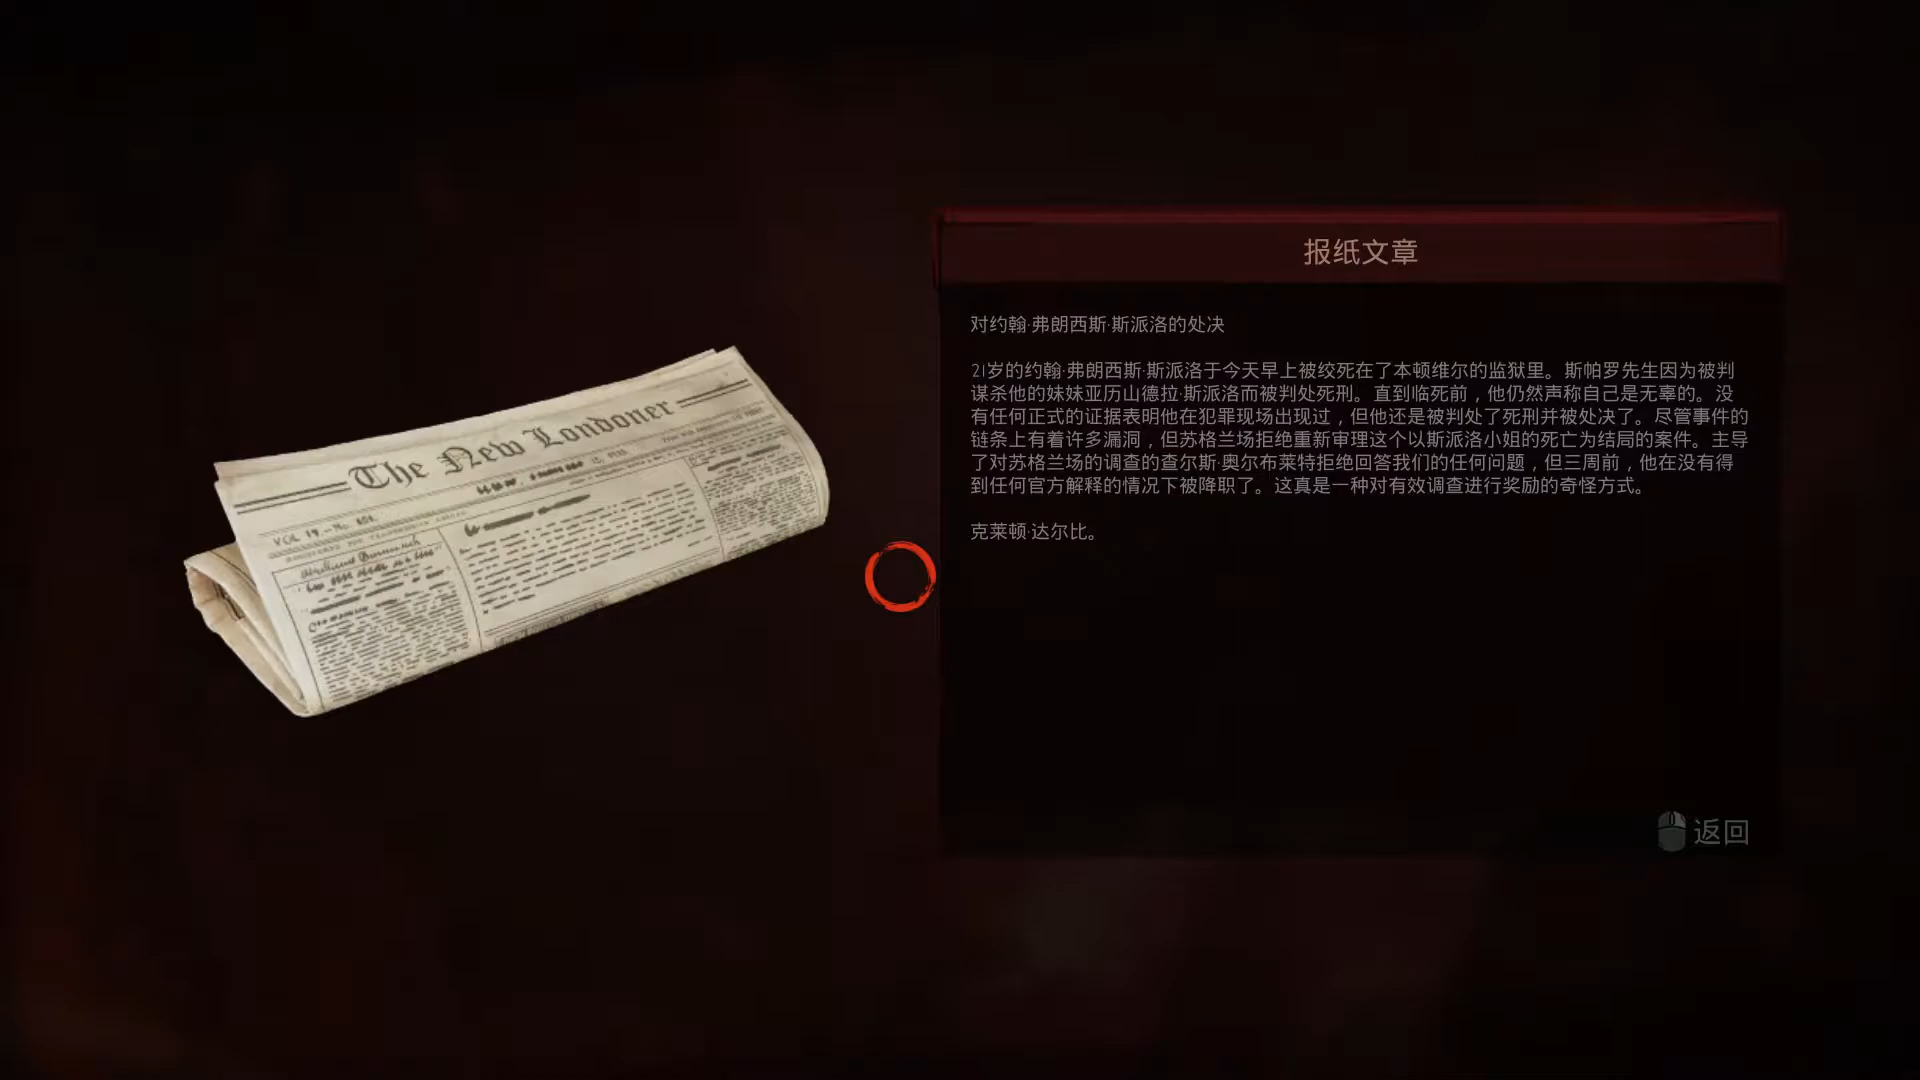 The New Londoner
VOL 19.-No. 654.
报纸文章
对约翰·弗朗西斯·斯派洛的处决
21岁的约翰·弗朗西斯·斯派洛于今天早上被绞死在了本顿维尔的监狱里。斯帕罗先生因为被判
谋杀他的妹妹亚历山德拉·斯派洛而被判处死刑。直到临死前，他仍然声称自己是无辜的。没
有任何正式的证据表明他在犯罪现场出现过，但他还是被判处了死刑并被处决了。尽管事件的
链条上有着许多漏洞，但苏格兰场拒绝重新审理这个以斯派洛小姐的死亡为结局的案件。主导
了对苏格兰场的调查的查尔斯·奥尔布莱特拒绝回答我们的任何问题，但三周前，他在没有得
到任何官方解释的情况下被降职了。这真是一种对有效调查进行奖励的奇怪方式。
克莱顿·达尔比。
返回